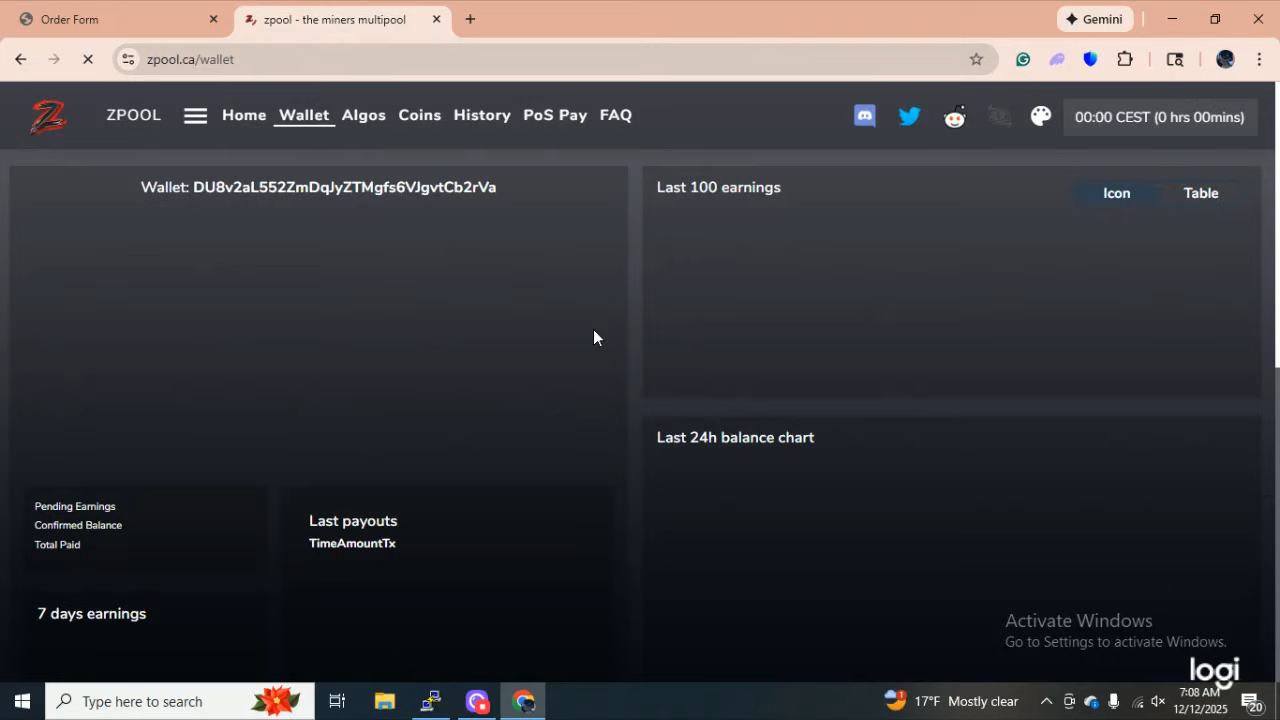 Order Form
zpool - the miners multipool
Gemini
zpool.ca/wallet
ZPOOL
Home
Wallet
Algos
Coins
History
PoS Pay
FAQ
00:00 CEST (0 hrs 00mins)
Wallet: DU8v2aL552ZmDqJyZTMgfs6VJgvtCb2rVa
Last 100 earnings
Icon
Table
Last 24h balance chart
Pending Earnings
Confirmed Balance
Total Paid
Last payouts
TimeAmountTx
7 days earnings
Activate Windows
Go to Settings to activate Windows.
logi
Type here to search
17°F Mostly clear
7:08 AM
12/12/2025
20